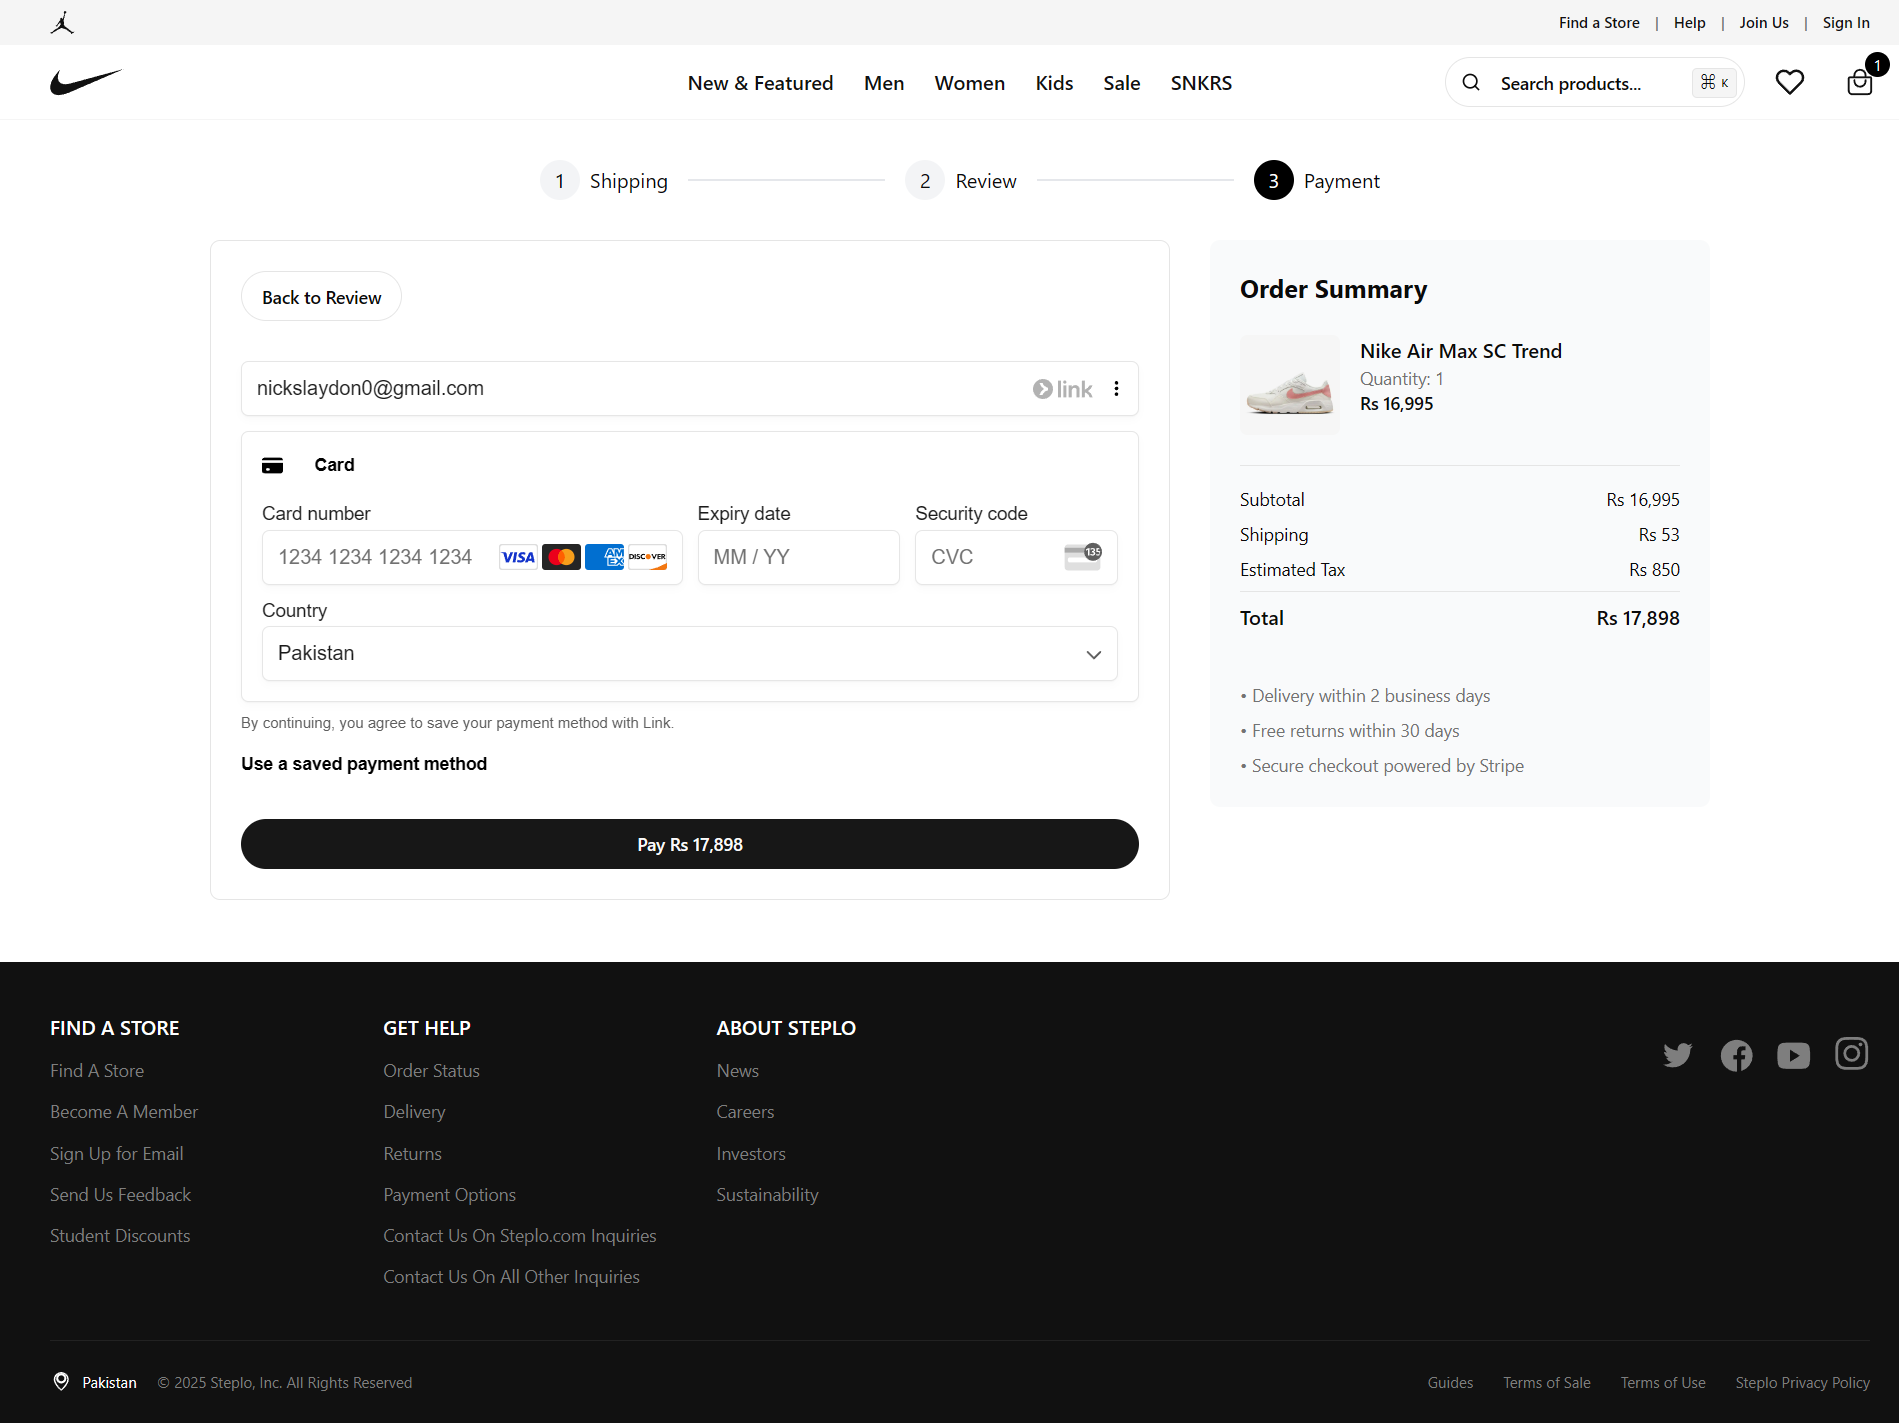 Find a Store | Help | Join Us | Sign In
New & Featured Men Women Kids Sale SNKRS
Search products... ⌘ K
1
1 Shipping 2 Review 3 Payment
Back to Review
nickslaydon0@gmail.com link
Card
Card number Expiry date Security code
1234 1234 1234 1234 VISA AMEX DISCOVER MM / YY CVC 135
Country
Pakistan
By continuing, you agree to save your payment method with Link.
Use a saved payment method
Pay Rs 17,898
Order Summary
Nike Air Max SC Trend
Quantity: 1
Rs 16,995
Subtotal Rs 16,995
Shipping Rs 53
Estimated Tax Rs 850
Total Rs 17,898
• Delivery within 2 business days
• Free returns within 30 days
• Secure checkout powered by Stripe
FIND A STORE
Find A Store
Become A Member
Sign Up for Email
Send Us Feedback
Student Discounts
GET HELP
Order Status
Delivery
Returns
Payment Options
Contact Us On Steplo.com Inquiries
Contact Us On All Other Inquiries
ABOUT STEPLO
News
Careers
Investors
Sustainability
Pakistan © 2025 Steplo, Inc. All Rights Reserved
Guides Terms of Sale Terms of Use Steplo Privacy Policy